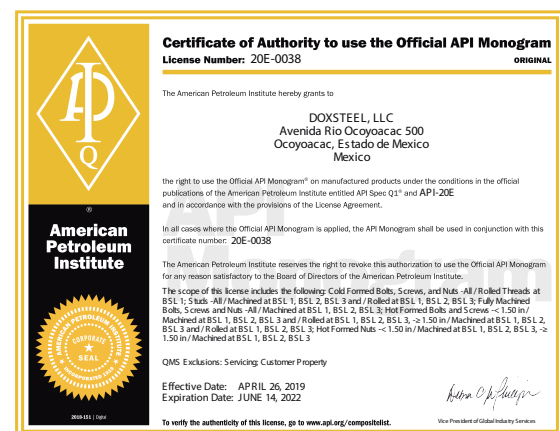 Certificate of Authority to use the Official API Monogram
License Number: 20E-0038
ORIGINAL
The American Petroleum Institute hereby grants to
DOXSTEEL, LLC
Avenida Rio Ocoyoacac 500
Ocoyoacac, Estado de Mexico
Mexico
the right to use the Official API Monogram® on manufactured products under the conditions in the official
publications of the American Petroleum Institute entitled API Spec Q1® and API-20E
and in accordance with the provisions of the License Agreement.
In all cases where the Official API Monogram is applied, the API Monogram shall be used in conjunction with this
certificate number: 20E-0038
The American Petroleum Institute reserves the right to revoke this authorization to use the Official API Monogram
for any reason satisfactory to the Board of Directors of the American Petroleum Institute.
The scope of this license includes the following: Cold Formed Bolts, Screws, and Nuts -All / Rolled Threads at
BSL 1; Studs -All / Machined at BSL 1, BSL 2, BSL 3 and / Rolled at BSL 1, BSL 2, BSL 3; Fully Machined
Bolts, Screws and Nuts -All / Machined at BSL 1, BSL 2, BSL 3; Hot Formed Bolts and Screws -< 1.50 in /
Machined at BSL 1, BSL 2, BSL 3 and / Rolled at BSL 1, BSL 2, BSL 3, -≥ 1.50 in / Machined at BSL 1, BSL 2,
BSL 3 and / Rolled at BSL 1, BSL 2, BSL 3; Hot Formed Nuts -< 1.50 in / Machined at BSL 1, BSL 2, BSL 3, -≥
1.50 in / Machined at BSL 1, BSL 2, BSL 3
QMS Exclusions: Servicing; Customer Property
Effective Date: APRIL 26, 2019
Expiration Date: JUNE 14, 2022
To verify the authenticity of this license, go to www.api.org/compositelist.
Vice President of Global Industry Services
API
Q
®
American
Petroleum
Institute
AMERICAN PETROLEUM INSTITUTE
CORPORATE
SEAL
INCORPORATED 1919
2019-151 | Digital
API
Monogram